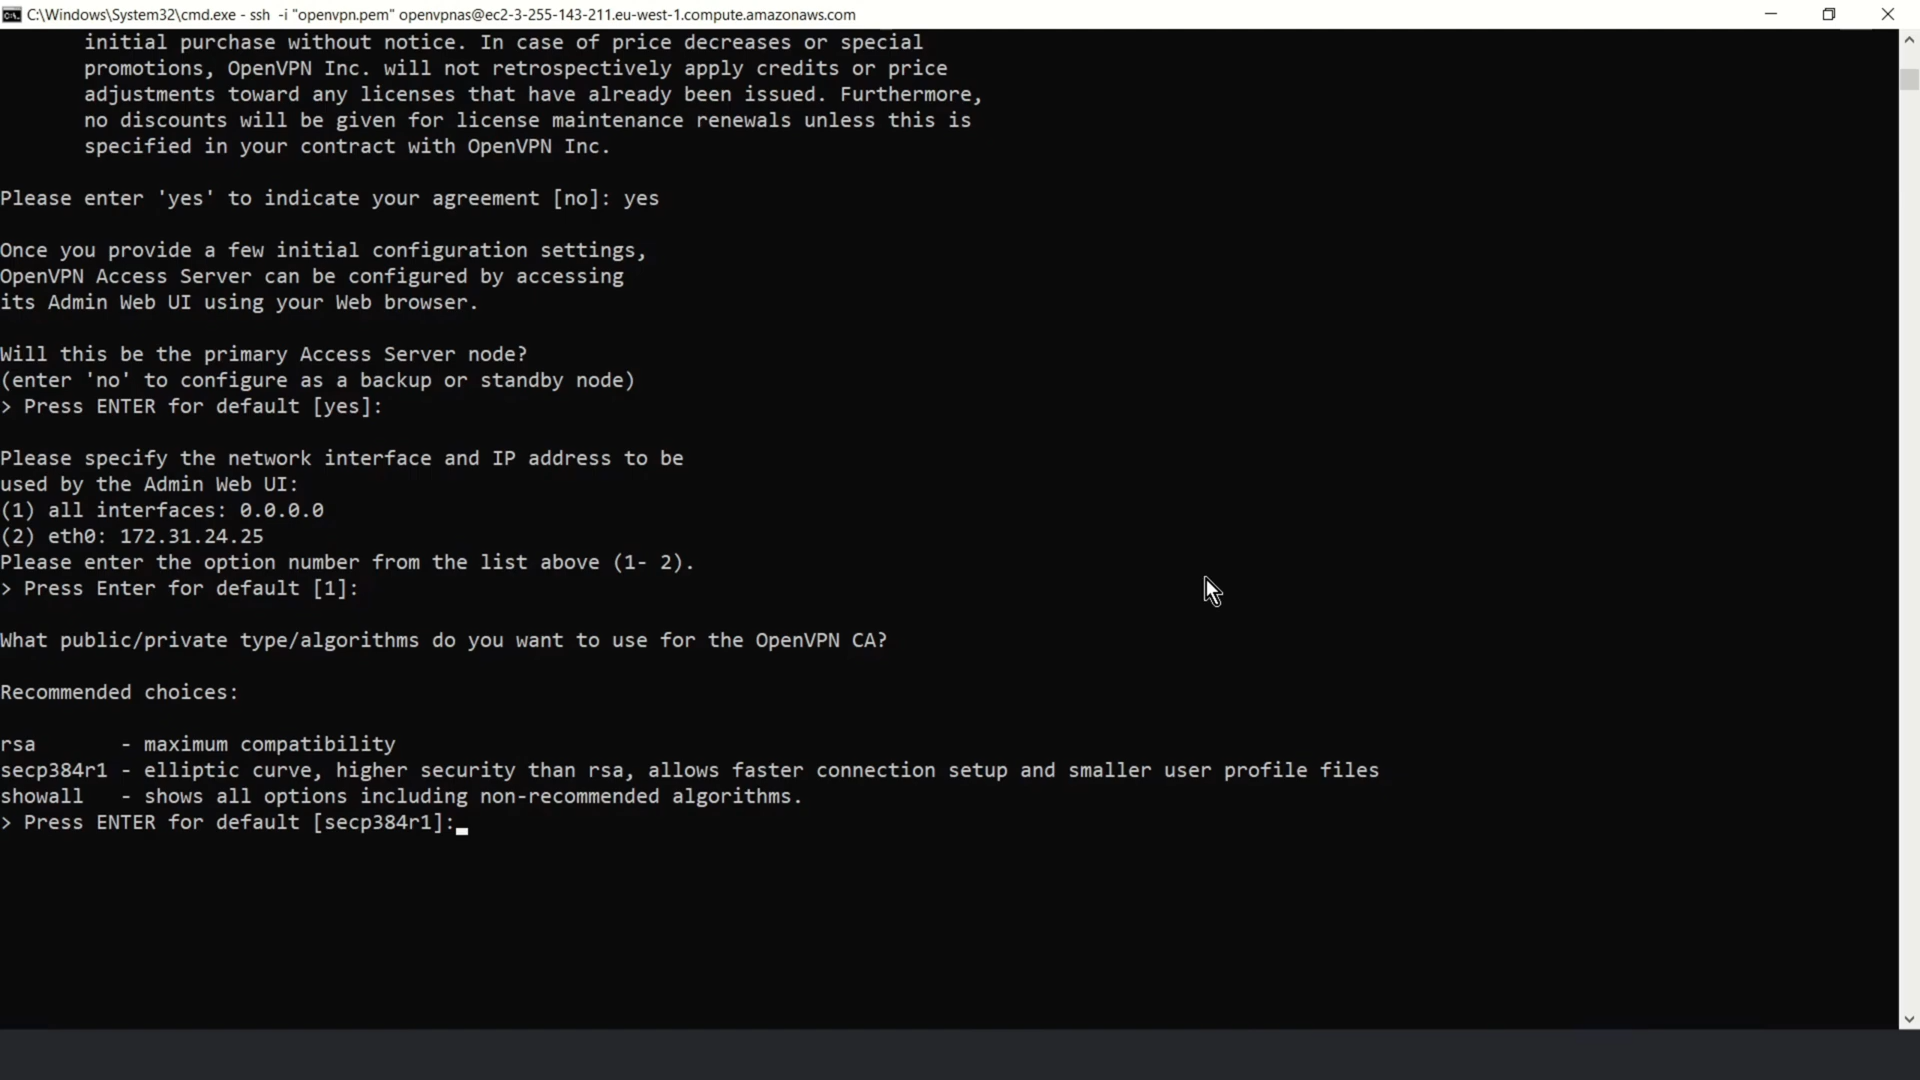 C:\Windows\System32\cmd.exe - ssh -i "openvpn.pem" openvpnas@ec2-3-255-143-211.eu-west-1.compute.amazonaws.com
initial purchase without notice. In case of price decreases or special
promotions, OpenVPN Inc. will not retrospectively apply credits or price
adjustments toward any licenses that have already been issued. Furthermore,
no discounts will be given for license maintenance renewals unless this is
specified in your contract with OpenVPN Inc.
Please enter 'yes' to indicate your agreement [no]: yes
Once you provide a few initial configuration settings,
OpenVPN Access Server can be configured by accessing
its Admin Web UI using your Web browser.
Will this be the primary Access Server node?
(enter 'no' to configure as a backup or standby node)
> Press ENTER for default [yes]:
Please specify the network interface and IP address to be
used by the Admin Web UI:
(1) all interfaces: 0.0.0.0
(2) eth0: 172.31.24.25
Please enter the option number from the list above (1- 2).
> Press Enter for default [1]:
What public/private type/algorithms do you want to use for the OpenVPN CA?
Recommended choices:
rsa       - maximum compatibility
secp384r1 - elliptic curve, higher security than rsa, allows faster connection setup and smaller user profile files
showall   - shows all options including non-recommended algorithms.
> Press ENTER for default [secp384r1]: